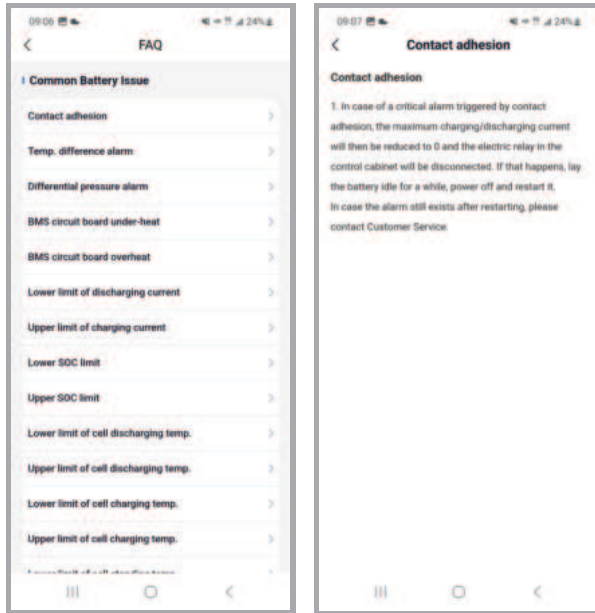 09:06
24%
FAQ
Common Battery Issue
Contact adhesion
Temp. difference alarm
Differential pressure alarm
BMS circuit board under-heat
BMS circuit board overheat
Lower limit of discharging current
Upper limit of charging current
Lower SOC limit
Upper SOC limit
Lower limit of cell discharging temp.
Upper limit of cell discharging temp.
Lower limit of cell charging temp.
Upper limit of cell charging temp.
09:07
24%
Contact adhesion
Contact adhesion
1. In case of a critical alarm triggered by contact
adhesion, the maximum charging/discharging current
will then be reduced to 0 and the electric relay in the
control cabinet will be disconnected. If that happens, lay
the battery idle for a while, power off and restart it.
In case the alarm still exists after restarting, please
contact Customer Service.